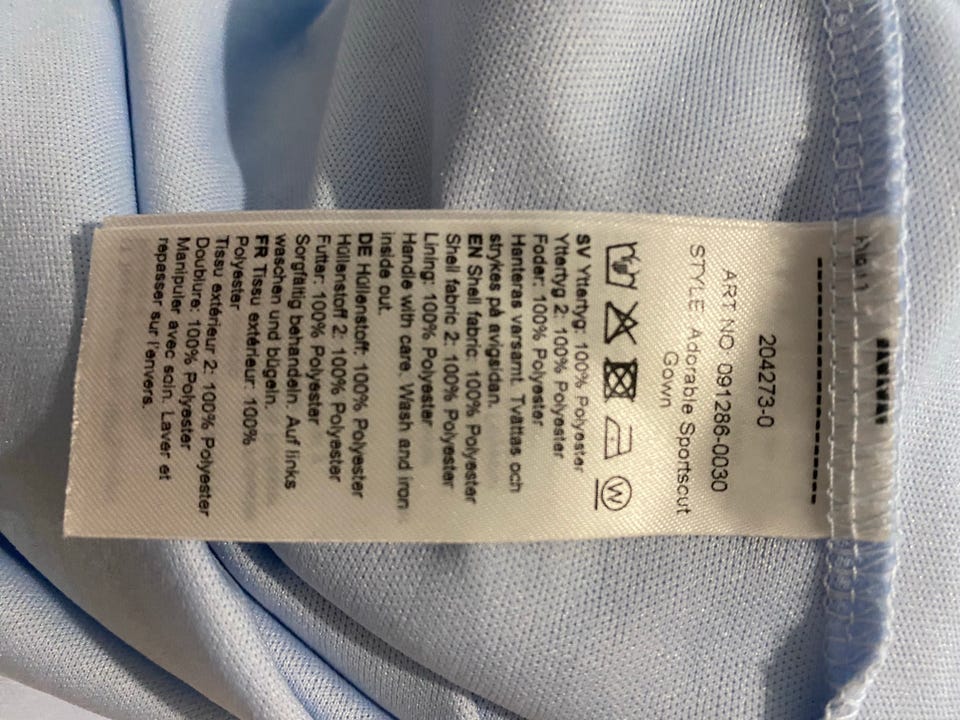 204273-0
ART NO 091286-0030
STYLE Adorable Sportscut
Gown
W
SV Yttertyg: 100% Polyester
Yttertyg 2: 100% Polyester
Foder: 100% Polyester
Hanteras varsamt. Tvättas och
strykes på avigsidan.
EN Shell fabric: 100% Polyester
Shell fabric 2: 100% Polyester
Lining: 100% Polyester
Handle with care. Wash and iron
inside out.
DE Hüllenstoff: 100% Polyester
Hüllenstoff 2: 100% Polyester
Futter: 100% Polyester
Sorgfältig behandeln. Auf links
waschen und bügeln.
FR Tissu extérieur: 100%
Polyester
Tissu extérieur 2: 100% Polyester
Doublure: 100% Polyester
Manipuler avec soin. Laver et
repasser sur l'envers.